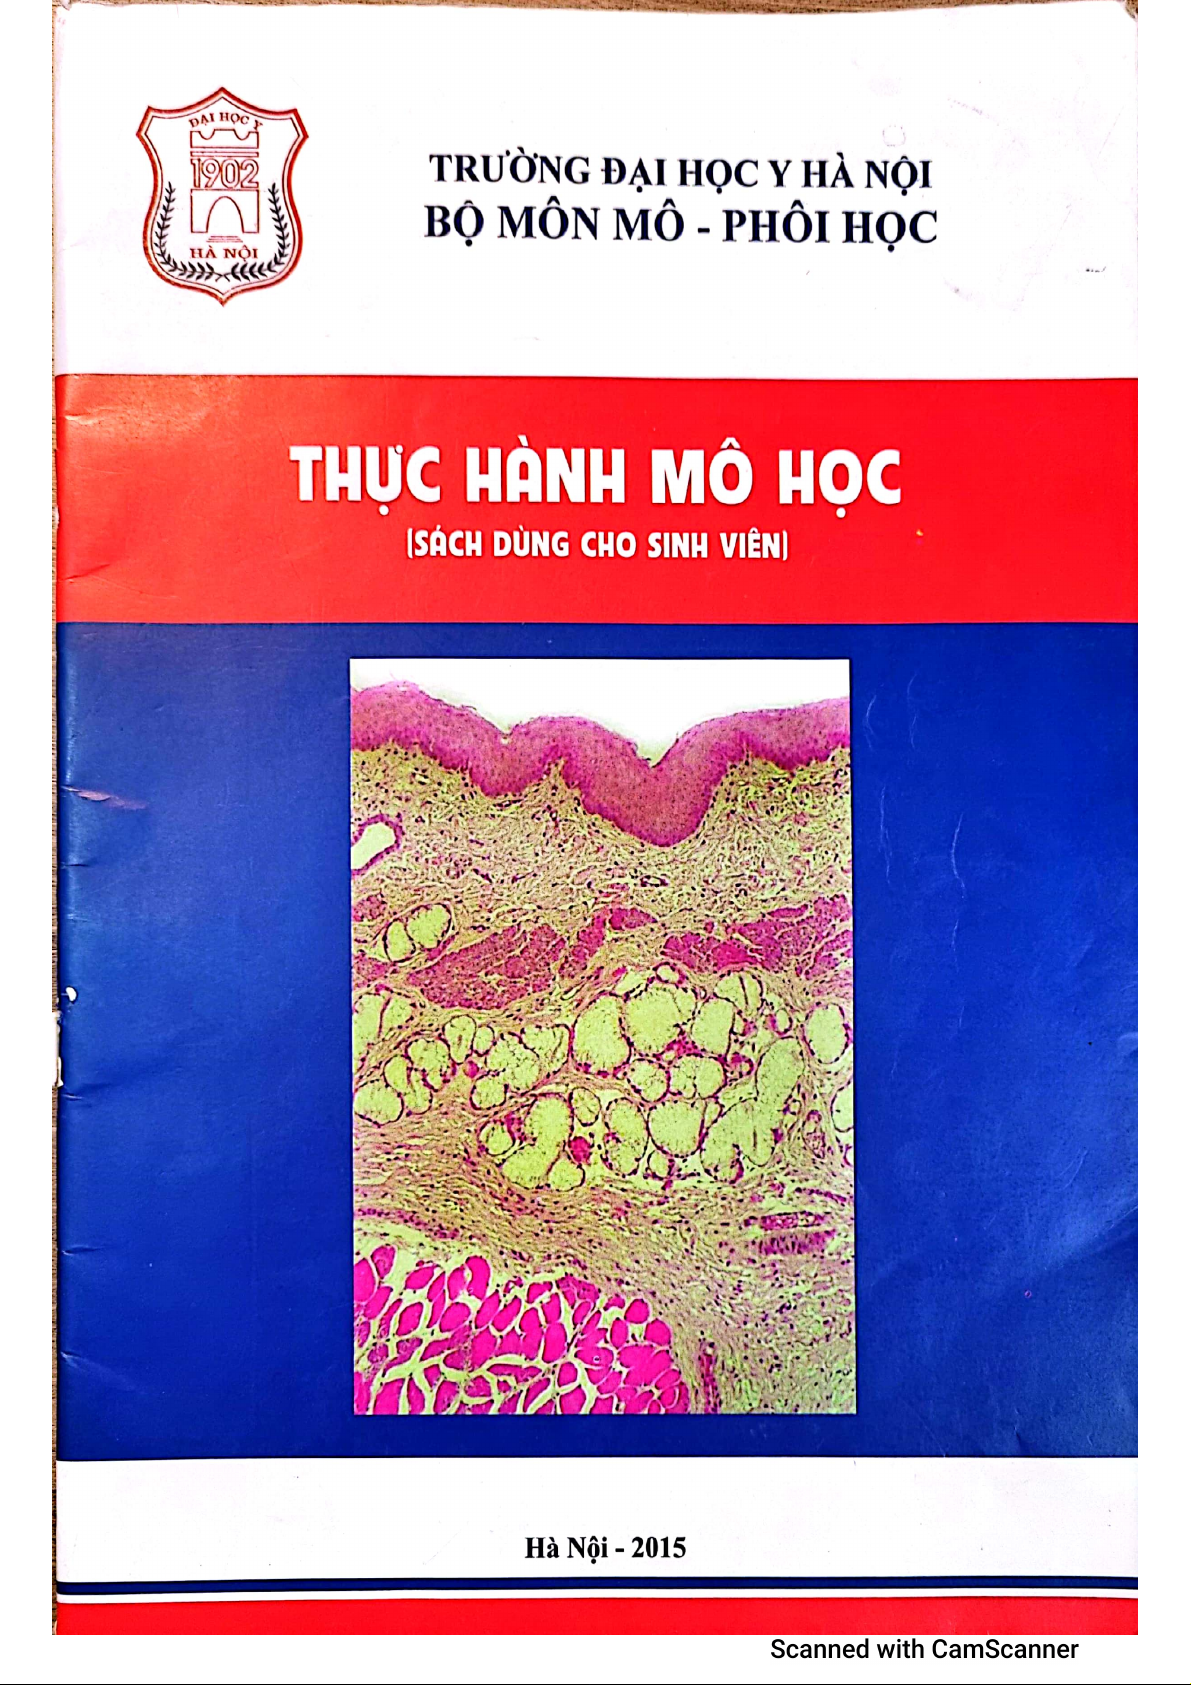 ĐẠI HỌC Y
1902
HÀ NỘI
TRƯỜNG ĐẠI HỌC Y HÀ NỘI
BỘ MÔN MÔ - PHÔI HỌC
THỰC HÀNH MÔ HỌC
(SÁCH DÙNG CHO SINH VIÊN)
Hà Nội - 2015
Scanned with CamScanner